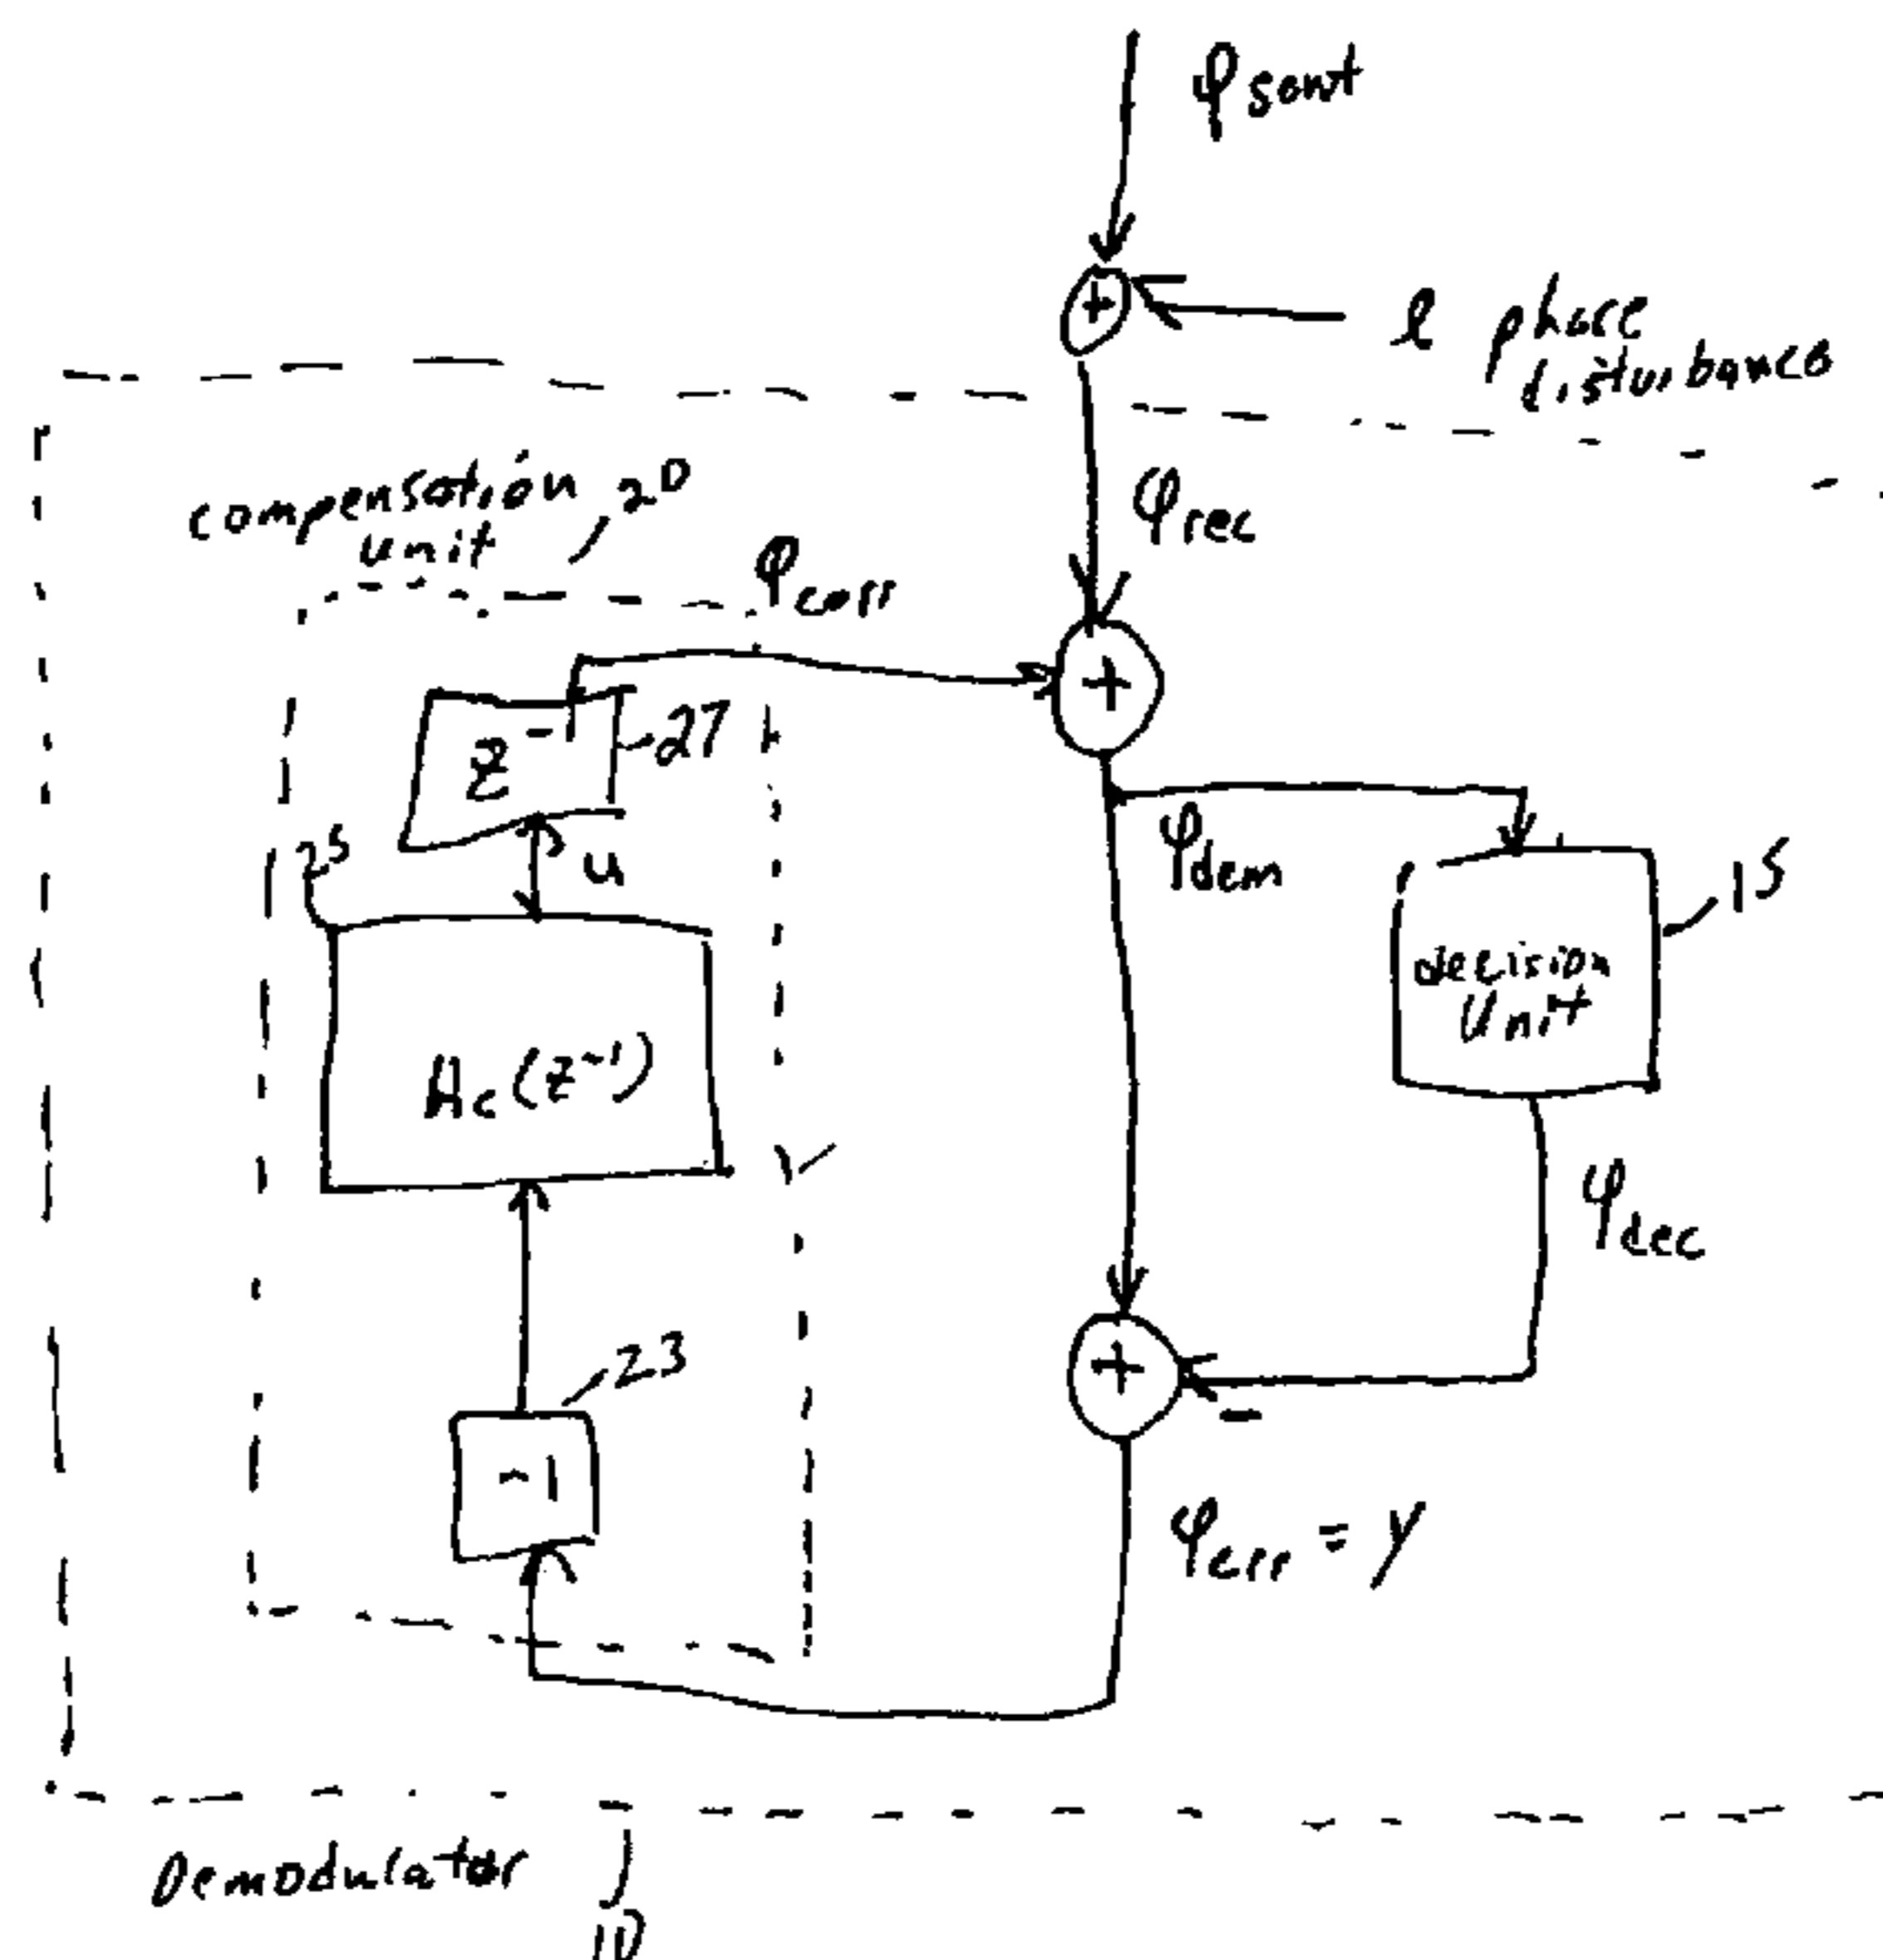 φsent
+
l phase
disturbance
compensation
unit
20
φrec
φcorr
+
z⁻¹
27
u
φdem
25
15
decision
Unit
Hc(z⁻¹)
φdec
23
+
-
-1
φerr = y
Demodulator
10